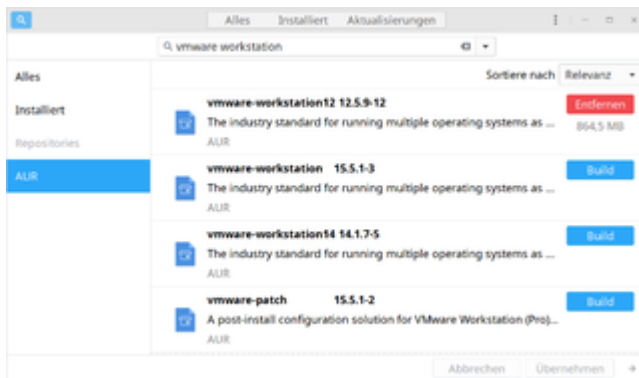 Alles Installiert Aktualisierungen
vmware workstation
Alles
Installiert
Repositories
AUR
Sortiere nach Relevanz
vmware-workstation12 12.5.9-12
The industry standard for running multiple operating systems as ...
AUR
Entfernen
864,5 MB
vmware-workstation 15.5.1-3
The industry standard for running multiple operating systems as ...
AUR
Build
vmware-workstation14 14.1.7-5
The industry standard for running multiple operating systems as ...
AUR
Build
vmware-patch 15.5.1-2
A post-install configuration solution for VMware Workstation (Pro)...
AUR
Build
Abbrechen Übernehmen